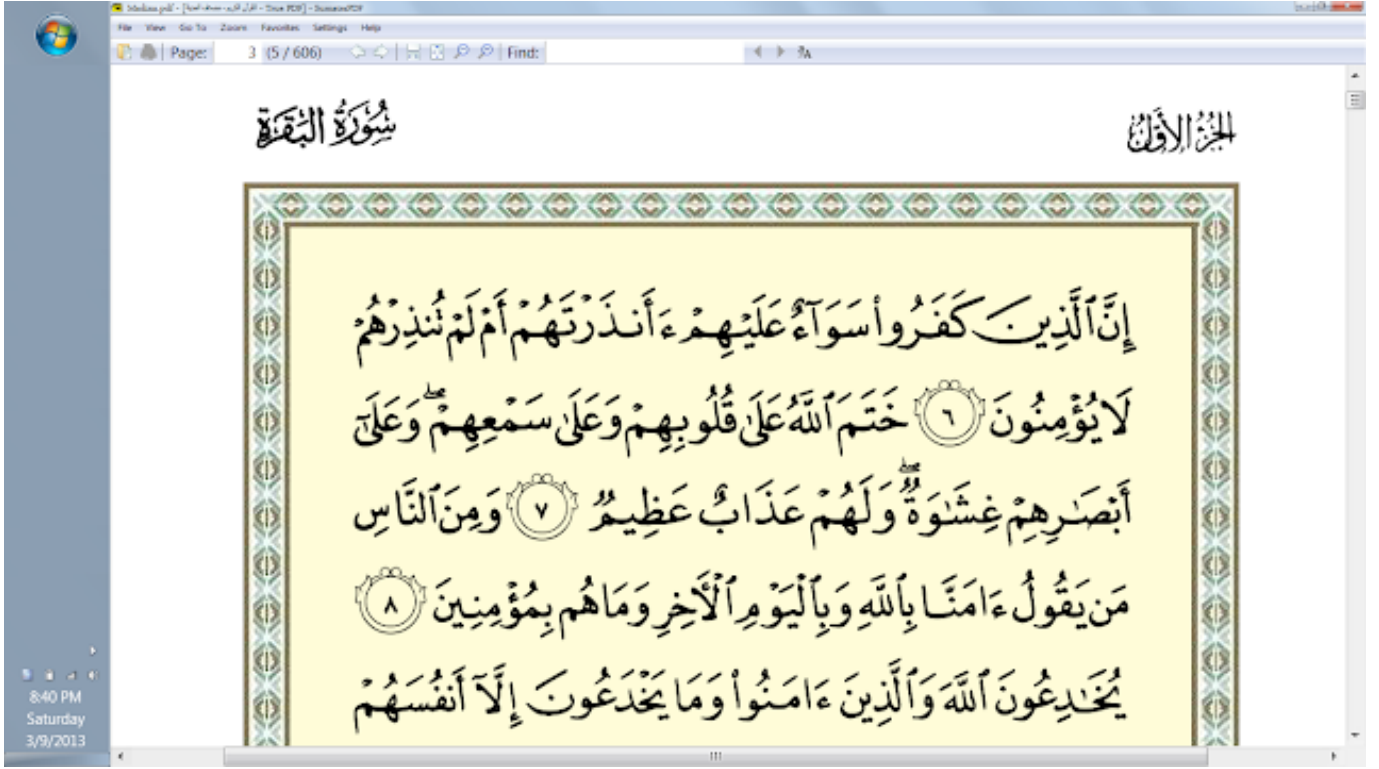 File View Go To Zoom Favorites Settings Help
Page: 3 (5 / 606) Find:
الجُزْءُ الأَوَّلُ
سُورَةُ البَقَرَةِ
إِنَّ ٱلَّذِينَ كَفَرُوا۟ سَوَآءٌ عَلَيْهِمْ ءَأَنذَرْتَهُمْ أَمْ لَمْ تُنذِرْهُمْ
لَا يُؤْمِنُونَ ٦ خَتَمَ ٱللَّهُ عَلَىٰ قُلُوبِهِمْ وَعَلَىٰ سَمْعِهِمْ ۖ وَعَلَىٰٓ
أَبْصَـٰرِهِمْ غِشَـٰوَةٌ ۖ وَلَهُمْ عَذَابٌ عَظِيمٌ ٧ وَمِنَ ٱلنَّاسِ
مَن يَقُولُ ءَامَنَّا بِٱللَّهِ وَبِٱلْيَوْمِ ٱلْـَٔاخِرِ وَمَا هُم بِمُؤْمِنِينَ ٨
يُخَـٰدِعُونَ ٱللَّهَ وَٱلَّذِينَ ءَامَنُوا۟ وَمَا يَخْدَعُونَ إِلَّآ أَنفُسَهُمْ
8:40 PM
Saturday
3/9/2013